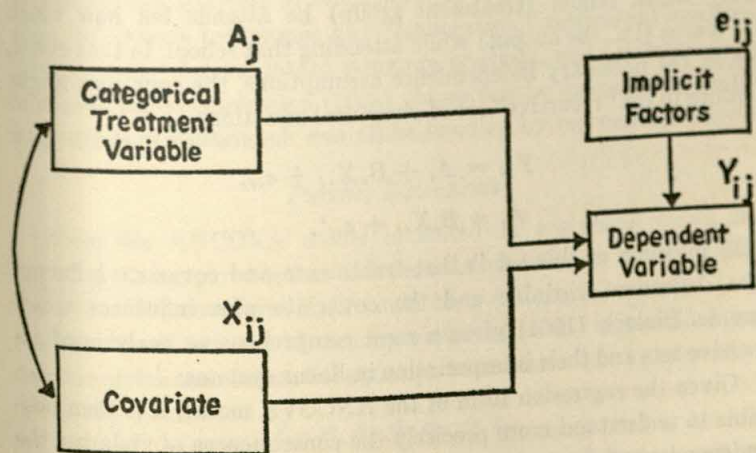 A_j
Categorical
Treatment
Variable
e_ij
Implicit
Factors
Y_ij
Dependent
Variable
X_ij
Covariate